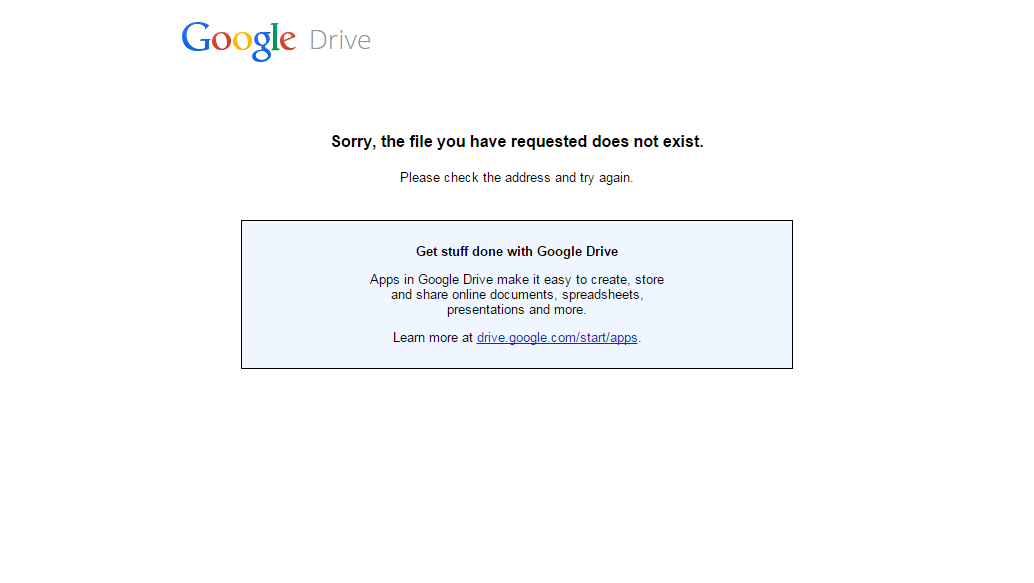 Google Drive
Sorry, the file you have requested does not exist.
Please check the address and try again.
Get stuff done with Google Drive
Apps in Google Drive make it easy to create, store
and share online documents, spreadsheets,
presentations and more.
Learn more at drive.google.com/start/apps.